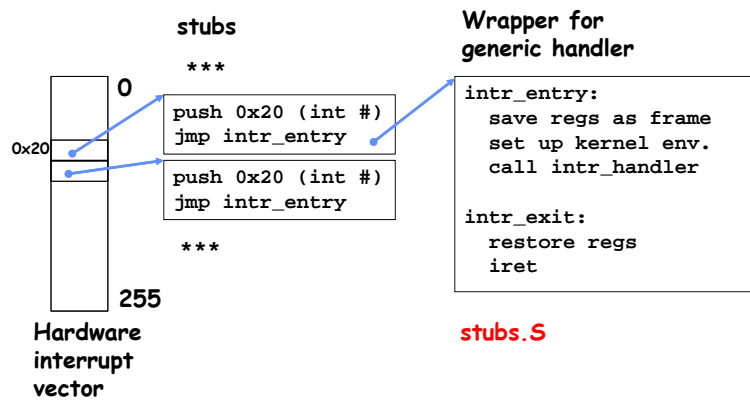 stubs
***
push 0x20 (int #)
jmp intr_entry
push 0x20 (int #)
jmp intr_entry
***
0
0x20
255
Hardware
interrupt
vector
Wrapper for
generic handler
intr_entry:
save regs as frame
set up kernel env.
call intr_handler
intr_exit:
restore regs
iret
stubs.S